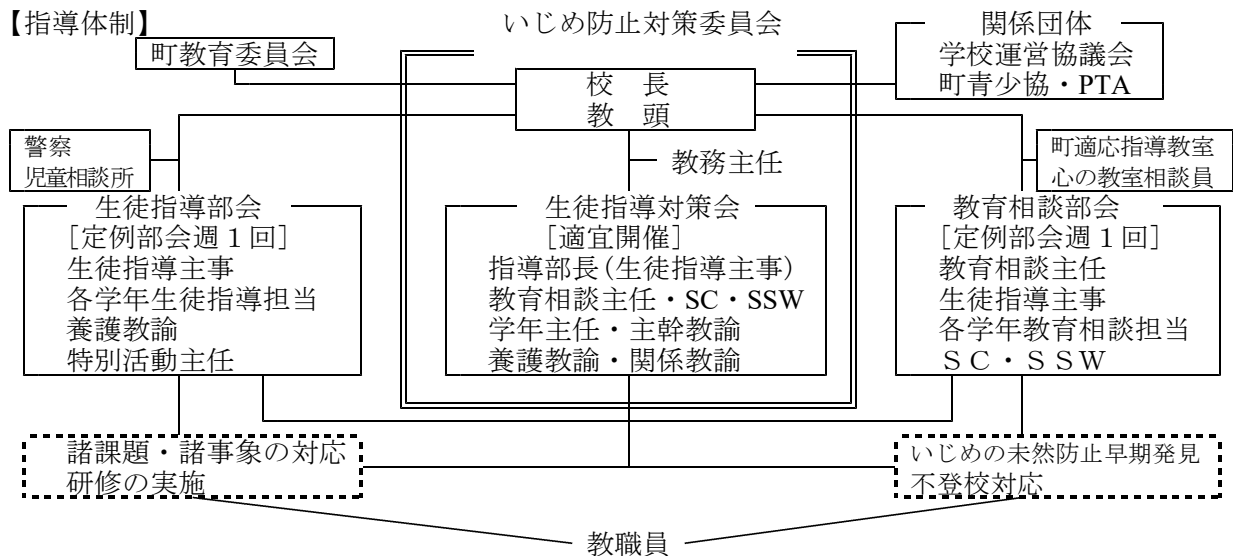 【指導体制】
いじめ防止対策委員会
町教育委員会
関係団体
学校運営協議会
町青少協・PTA
校　長
教　頭
警察
児童相談所
教務主任
町適応指導教室
心の教室相談員
生徒指導部会
［定例部会週１回］
生徒指導主事
各学年生徒指導担当
養護教諭
特別活動主任
生徒指導対策会
［適宜開催］
指導部長(生徒指導主事)
教育相談主任・SC・SSW
学年主任・主幹教諭
養護教諭・関係教諭
教育相談部会
［定例部会週１回］
教育相談主任
生徒指導主事
各学年教育相談担当
ＳＣ・ＳＳＷ
諸課題・諸事象の対応
研修の実施
いじめの未然防止早期発見
不登校対応
教職員